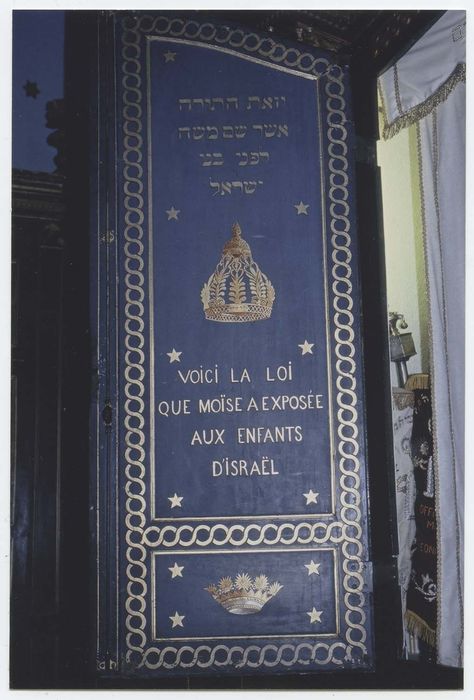 וזאת התורה
אשר שם משה
לפני בני
ישראל
VOICI LA LOI
QUE MOÏSE A EXPOSÉE
AUX ENFANTS
D'ISRAËL